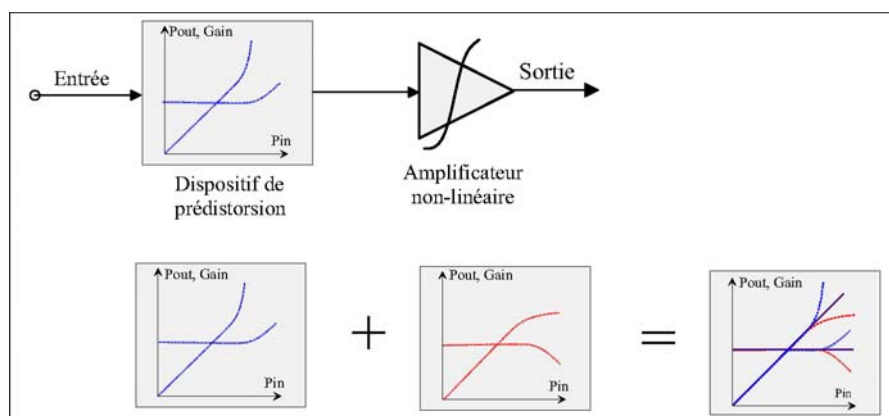 Pout, Gain
Entrée
Pin
Sortie
Dispositif de
prédistorsion
Amplificateur
non-linéaire
Pout, Gain
Pin
+
Pout, Gain
Pin
=
Pout, Gain
Pin